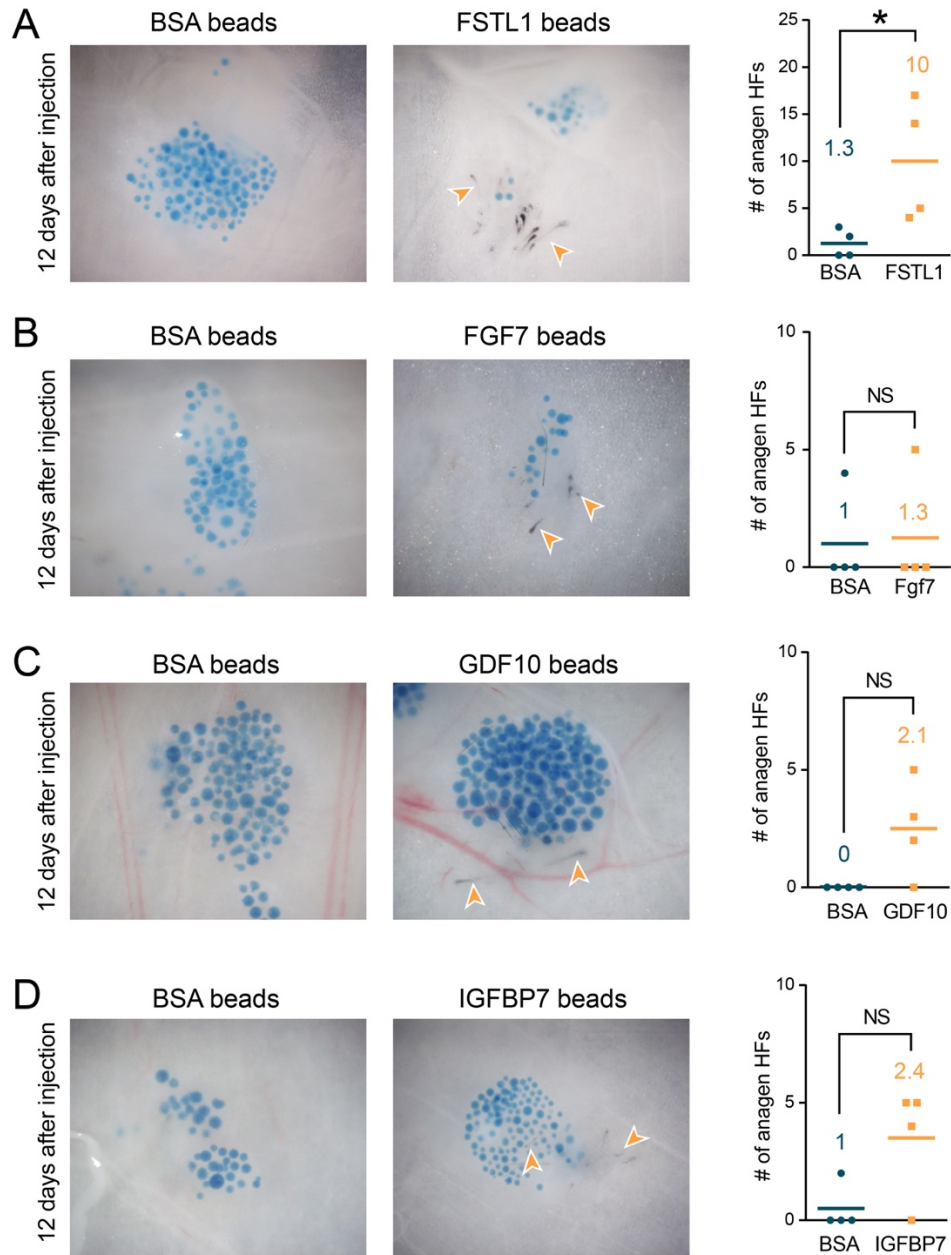 A
BSA beads
FSTL1 beads
12 days after injection
# of anagen HFs
25
20
15
10
5
0
*
1.3
10
BSA
FSTL1
B
BSA beads
FGF7 beads
12 days after injection
# of anagen HFs
10
5
0
NS
1
1.3
BSA
Fgf7
C
BSA beads
GDF10 beads
12 days after injection
# of anagen HFs
10
5
0
NS
0
2.1
BSA
GDF10
D
BSA beads
IGFBP7 beads
12 days after injection
# of anagen HFs
10
5
0
NS
1
2.4
BSA
IGFBP7